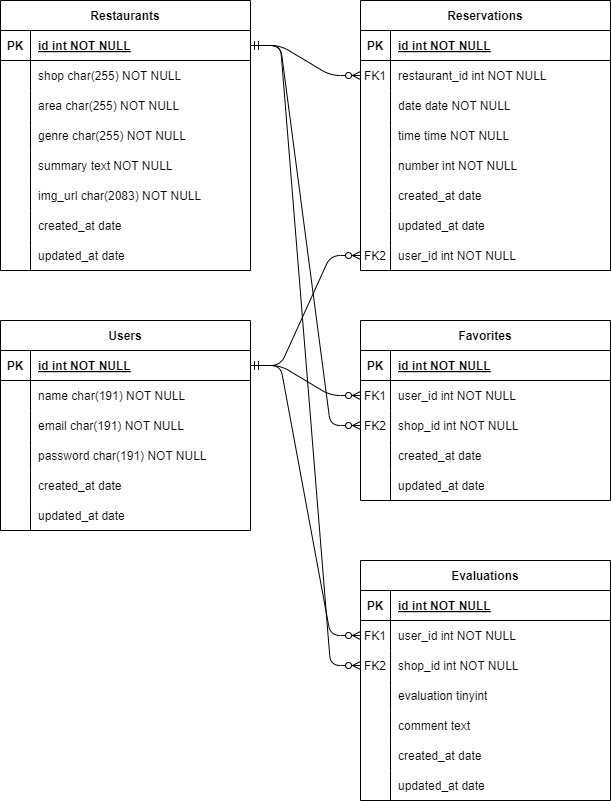 Restaurants
PK id int NOT NULL
shop char(255) NOT NULL
area char(255) NOT NULL
genre char(255) NOT NULL
summary text NOT NULL
img_url char(2083) NOT NULL
created_at date
updated_at date
Reservations
PK id int NOT NULL
FK1 restaurant_id int NOT NULL
date date NOT NULL
time time NOT NULL
number int NOT NULL
created_at date
updated_at date
FK2 user_id int NOT NULL
Users
PK id int NOT NULL
name char(191) NOT NULL
email char(191) NOT NULL
password char(191) NOT NULL
created_at date
updated_at date
Favorites
PK id int NOT NULL
FK1 user_id int NOT NULL
FK2 shop_id int NOT NULL
created_at date
updated_at date
Evaluations
PK id int NOT NULL
FK1 user_id int NOT NULL
FK2 shop_id int NOT NULL
evaluation tinyint
comment text
created_at date
updated_at date